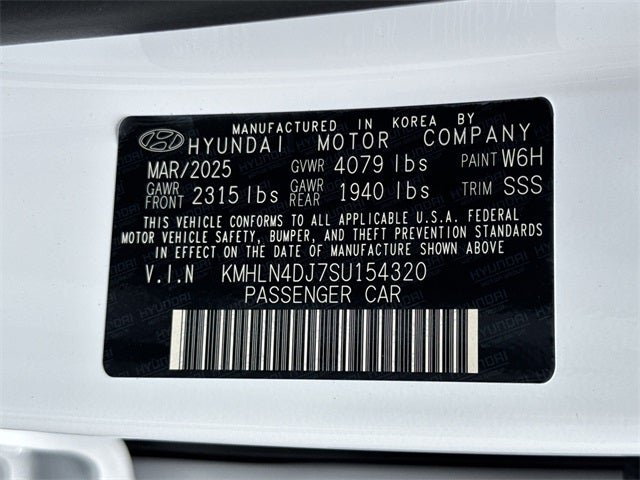 MANUFACTURED IN KOREA BY
HYUNDAI MOTOR COMPANY
MAR/2025 GVWR 4079 lbs PAINT W6H
GAWR FRONT 2315 lbs GAWR REAR 1940 lbs TRIM SSS
THIS VEHICLE CONFORMS TO ALL APPLICABLE U.S.A. FEDERAL
MOTOR VEHICLE SAFETY, BUMPER, AND THEFT PREVENTION STANDARDS
IN EFFECT ON THE DATE OF MANUFACTURE SHOWN ABOVE
V.I.N KMHLN4DJ7SU154320
PASSENGER CAR